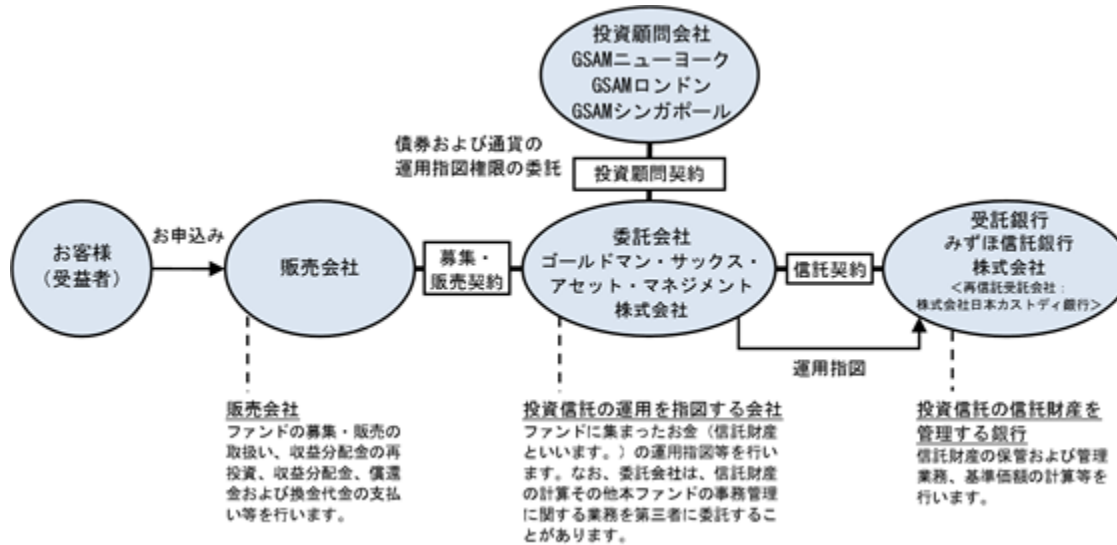 投資顧問会社
GSAMニューヨーク
GSAMロンドン
GSAMシンガポール
債券および通貨の
運用指図権限の委託
投資顧問契約
お客様
（受益者）
お申込み
販売会社
募集・
販売契約
委託会社
ゴールドマン・サックス・
アセット・マネジメント
株式会社
信託契約
受託銀行
みずほ信託銀行
株式会社
＜再信託受託会社：
株式会社日本カストディ銀行＞
運用指図
販売会社
ファンドの募集・販売の
取扱い、収益分配金の再
投資、収益分配金、償還
金および換金代金の支払
い等を行います。
投資信託の運用を指図する会社
ファンドに集まったお金（信託財産
といいます。）の運用指図等を行い
ます。なお、委託会社は、信託財産
の計算その他本ファンドの事務管理
に関する業務を第三者に委託するこ
とがあります。
投資信託の信託財産を
管理する銀行
信託財産の保管および管理
業務、基準価額の計算等を
行います。